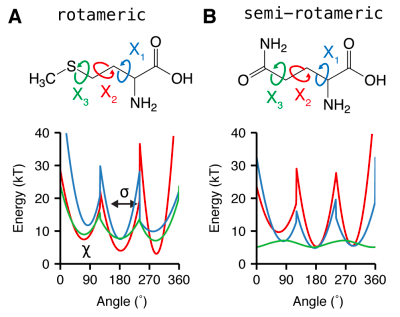 A rotameric
B semi-rotameric
O
S
H₃C
OH
NH₂
X₁
X₂
X₃
NH₂
O
O
OH
NH₂
X₁
X₂
X₃
40
30
20
10
0
Energy (kT)
σ
χ
0 90 180 270 360
Angle (°)
40
30
20
10
0
Energy (kT)
0 90 180 270 360
Angle (°)